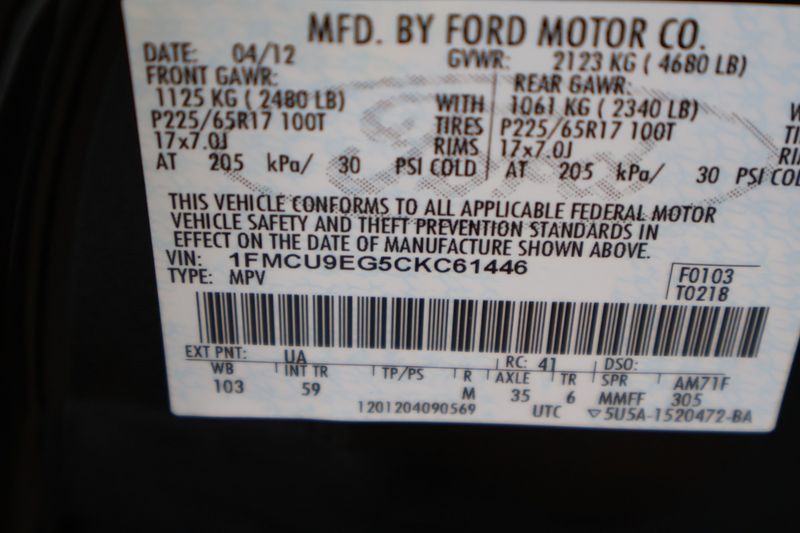 MFD. BY FORD MOTOR CO.
DATE: 04/12 GVWR: 2123 KG ( 4680 LB)
FRONT GAWR: REAR GAWR:
1125 KG ( 2480 LB) WITH 1061 KG ( 2340 LB)
P225/65R17 100T TIRES P225/65R17 100T
17x7.0J RIMS 17x7.0J
AT 205 kPa/ 30 PSI COLD AT 205 kPa/ 30 PSI COLD
THIS VEHICLE CONFORMS TO ALL APPLICABLE FEDERAL MOTOR
VEHICLE SAFETY AND THEFT PREVENTION STANDARDS IN
EFFECT ON THE DATE OF MANUFACTURE SHOWN ABOVE.
VIN: 1FMCU9EG5CKC61446
TYPE: MPV
F0103
T0218
EXT PNT: UA RC: 41 DSO:
WB INT TR TP/PS R AXLE TR SPR AM71F
103 59 M 35 6 MMFF 305
1201204090569 UTC ▽5U5A-1520472-BA